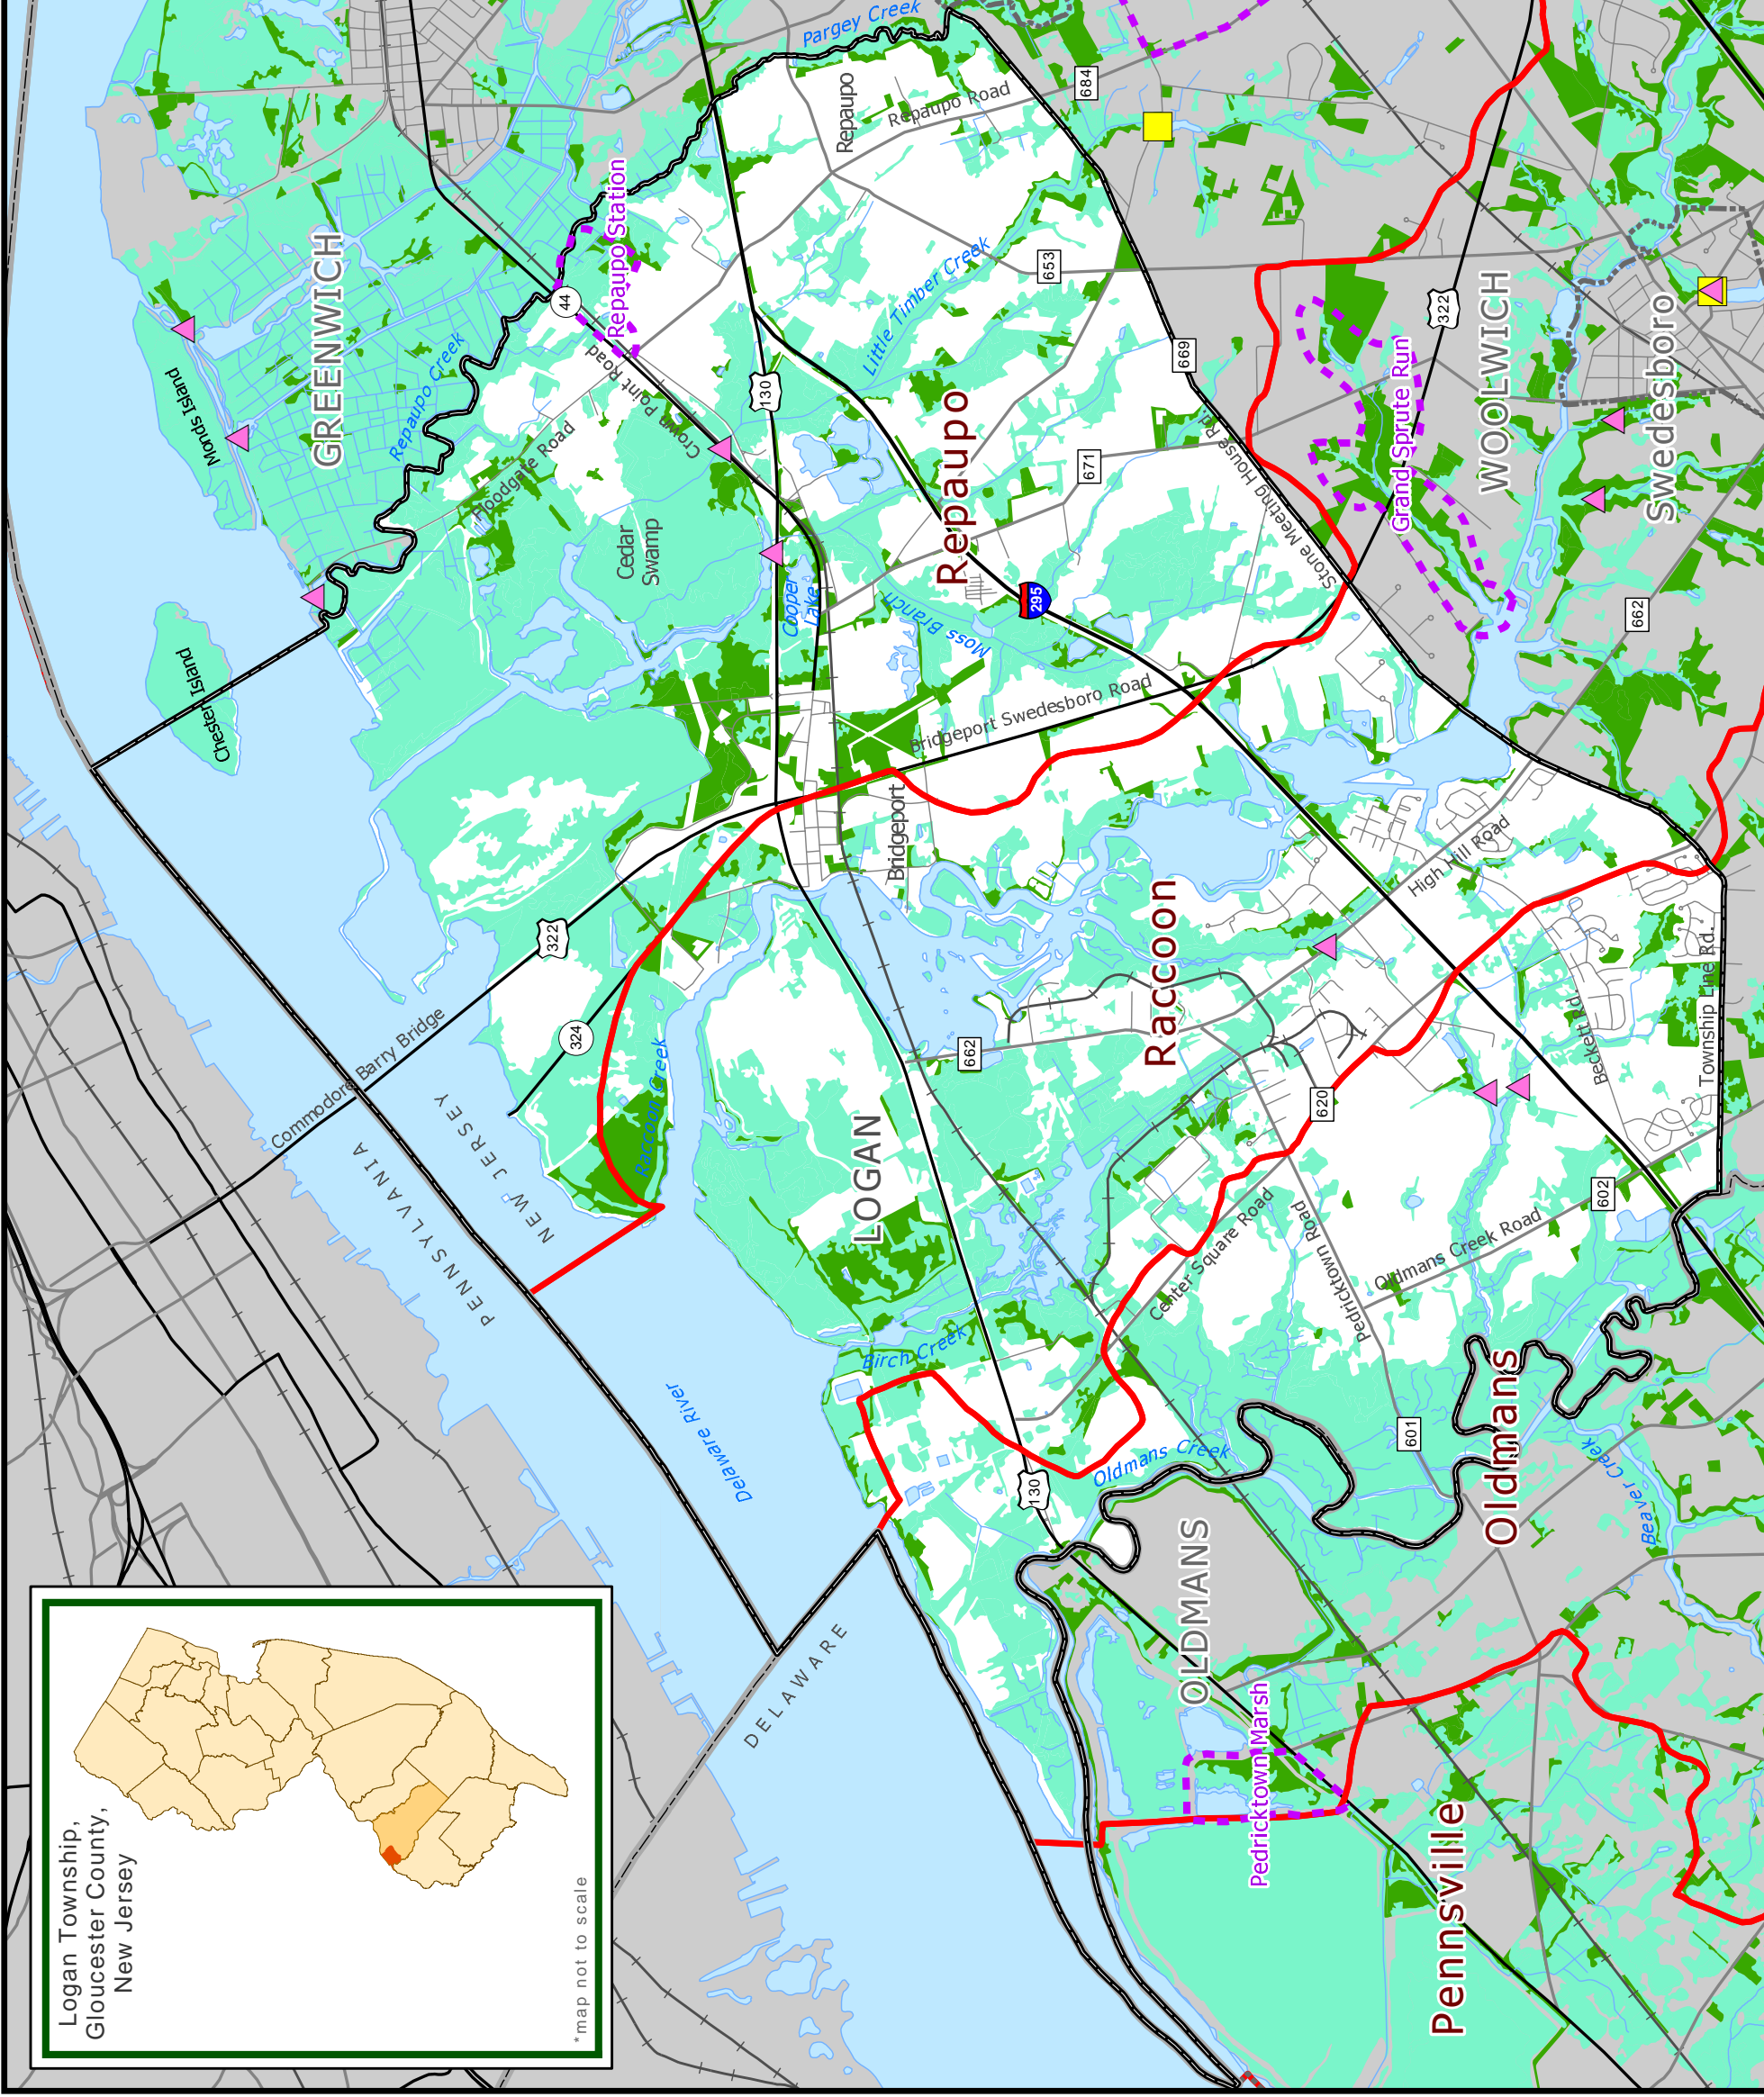 Logan Township,
Gloucester County,
New Jersey
*map not to scale
PENNSYLVANIA
NEW JERSEY
DELAWARE
Delaware River
Commodore Barry Bridge
Chester Island
Monds Island
GREENWICH
Repaupo Creek
Pargey Creek
Repaupo Station
44
Crown Point Road
Floodgate Road
Cedar
Swamp
Cooper
Lake
130
Repaupo
Repaupo Road
684
Little Timber Creek
653
669
671
Repaupo
295
Moss Branch
Stone Meeting House Rd.
Grand Sprute Run
322
WOOLWICH
Swedesboro
662
Bridgeport Swedesboro Road
Bridgeport
322
324
Raccoon Creek
LOGAN
662
Raccoon
High Hill Road
Beckett Rd.
Township Line Rd.
620
602
Center Square Road
Pedricktown Road
Oldmans Creek Road
Birch Creek
130
Oldmans Creek
601
Oldmans
Beaver Creek
OLDMANS
Pedricktown Marsh
Pennsville